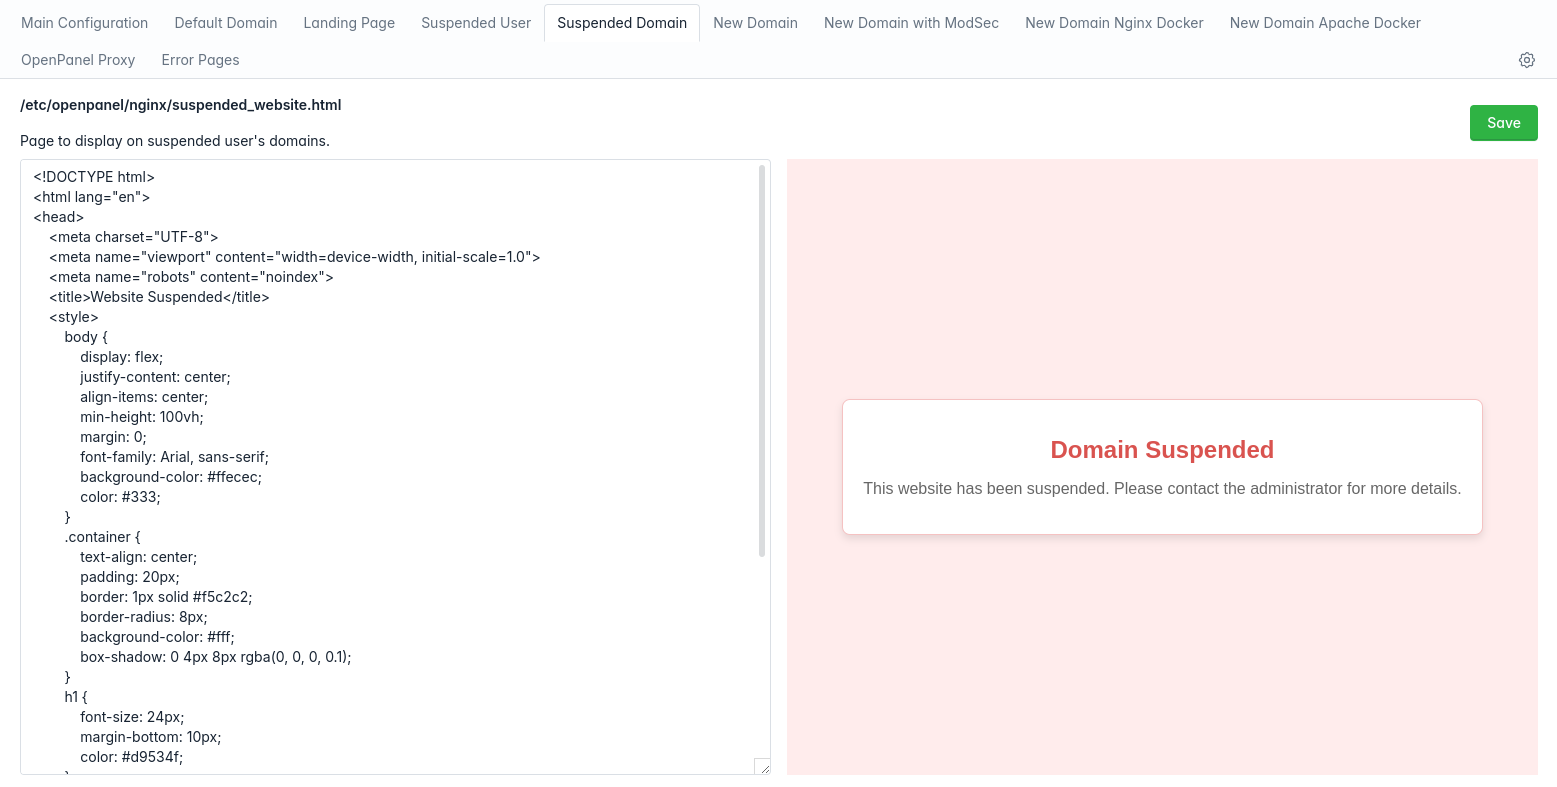 Main Configuration Default Domain Landing Page Suspended User Suspended Domain New Domain New Domain with ModSec New Domain Nginx Docker New Domain Apache Docker
OpenPanel Proxy Error Pages
/etc/openpanel/nginx/suspended_website.html
Save
Page to display on suspended user's domains.
<!DOCTYPE html>
<html lang="en">
<head>
    <meta charset="UTF-8">
    <meta name="viewport" content="width=device-width, initial-scale=1.0">
    <meta name="robots" content="noindex">
    <title>Website Suspended</title>
    <style>
        body {
            display: flex;
            justify-content: center;
            align-items: center;
            min-height: 100vh;
            margin: 0;
            font-family: Arial, sans-serif;
            background-color: #ffecec;
            color: #333;
        }
        .container {
            text-align: center;
            padding: 20px;
            border: 1px solid #f5c2c2;
            border-radius: 8px;
            background-color: #fff;
            box-shadow: 0 4px 8px rgba(0, 0, 0, 0.1);
        }
        h1 {
            font-size: 24px;
            margin-bottom: 10px;
            color: #d9534f;
        }
Domain Suspended
This website has been suspended. Please contact the administrator for more details.